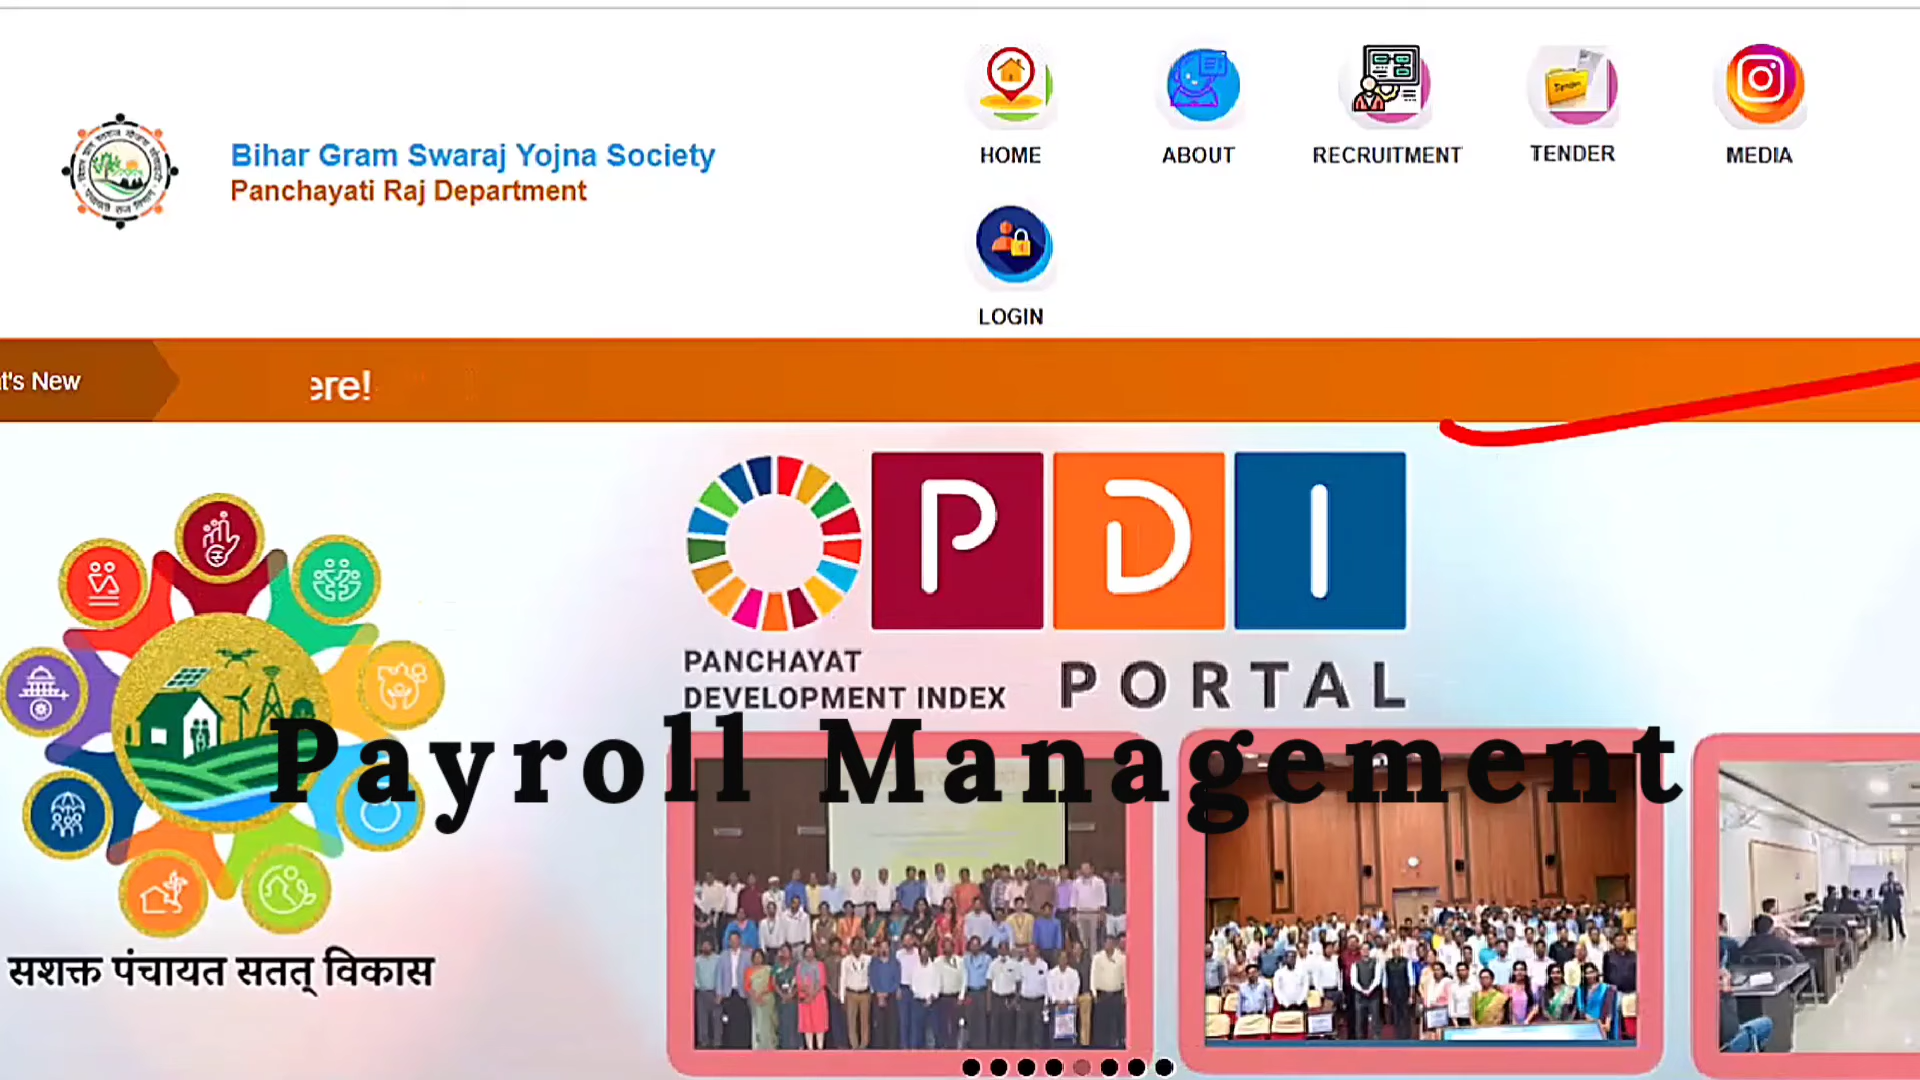 HOME
ABOUT
RECRUITMENT
TENDER
MEDIA
Bihar Gram Swaraj Yojna Society
Panchayati Raj Department
LOGIN
t's New
ere!
P D I
PANCHAYAT
DEVELOPMENT INDEX
PORTAL
Payroll Management
सशक्त पंचायत सतत् विकास